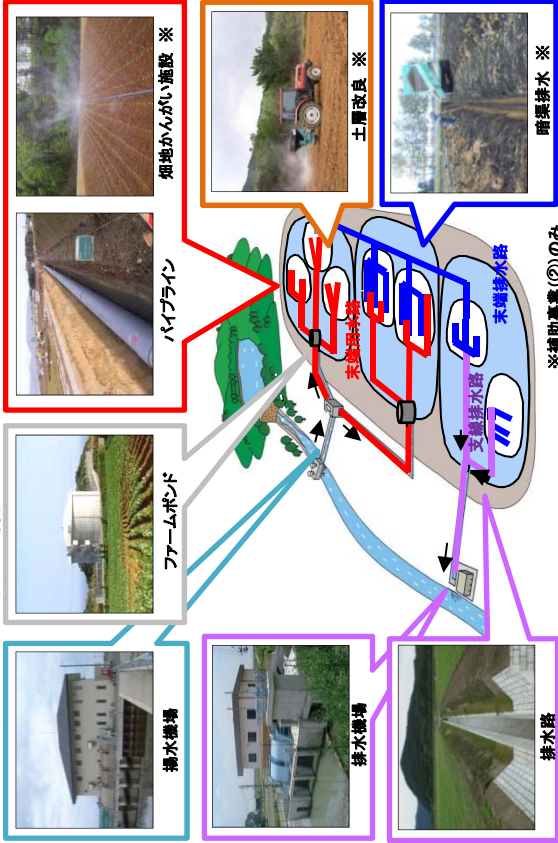 揚水機場
ファームポンド
パイプライン
畑地かんがい施設 ※
排水機場
土層改良 ※
排水路
暗渠排水 ※
末端用水路
支線排水路
末端排水路
※補助事業(②)のみ